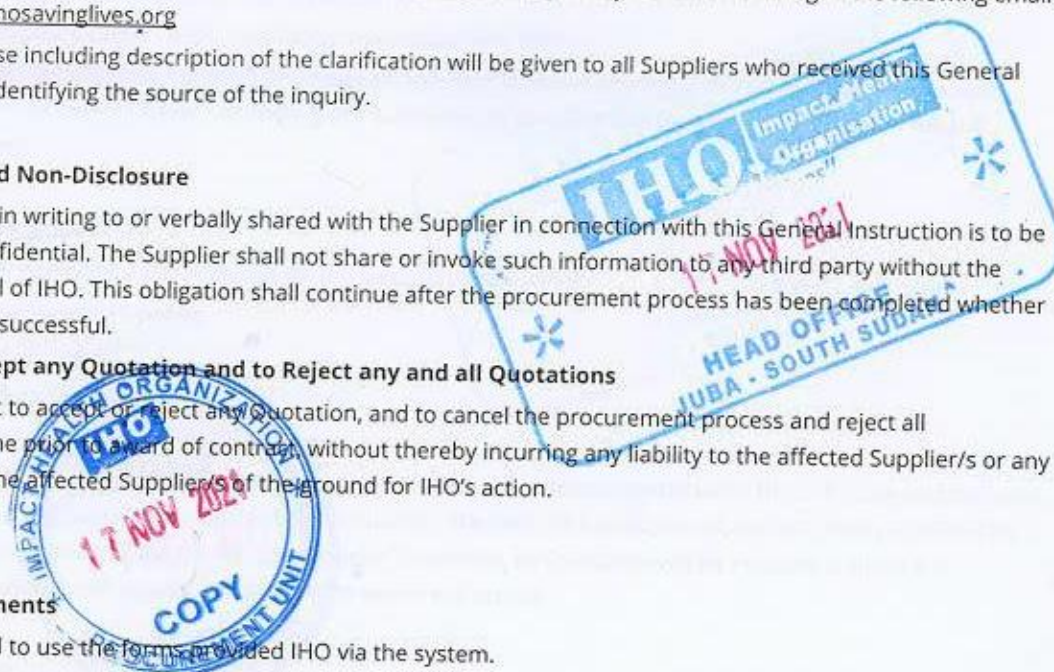 following email
hosavinglives.org
se including description of the clarification will be given to all Suppliers who received this General
dentifying the source of the inquiry.
d Non-Disclosure
in writing to or verbally shared with the Supplier in connection with this General Instruction is to be
fidential. The Supplier shall not share or invoke such information to any third party without the
l of IHO. This obligation shall continue after the procurement process has been completed whether
successful.
ept any Quotation and to Reject any and all Quotations
t to accept or reject any Quotation, and to cancel the procurement process and reject all
me prior to award of contract, without thereby incurring any liability to the affected Supplier/s or any
he affected Supplier/s of the ground for IHO's action.
nents
d to use the forms provided IHO via the system.
IHO
Impact Health
Organisation
17 NOV 2021
HEAD OFFICE
JUBA - SOUTH SUDAN
IMPACT HEALTH ORGANIZATION
IHO
17 NOV 2021
COPY
PROCUREMENT UNIT